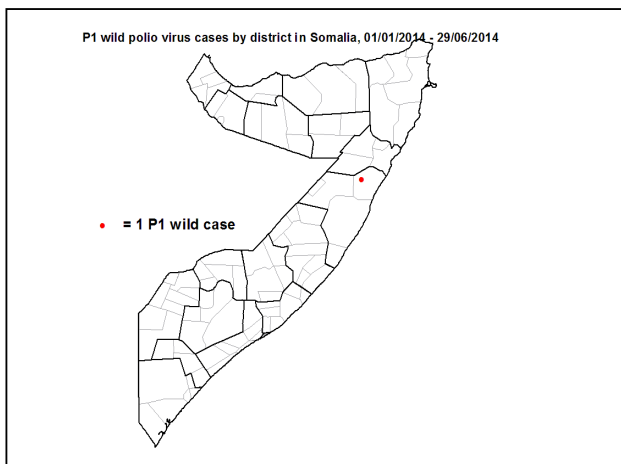 P1 wild polio virus cases by district in Somalia, 01/01/2014 - 29/06/2014
= 1 P1 wild case